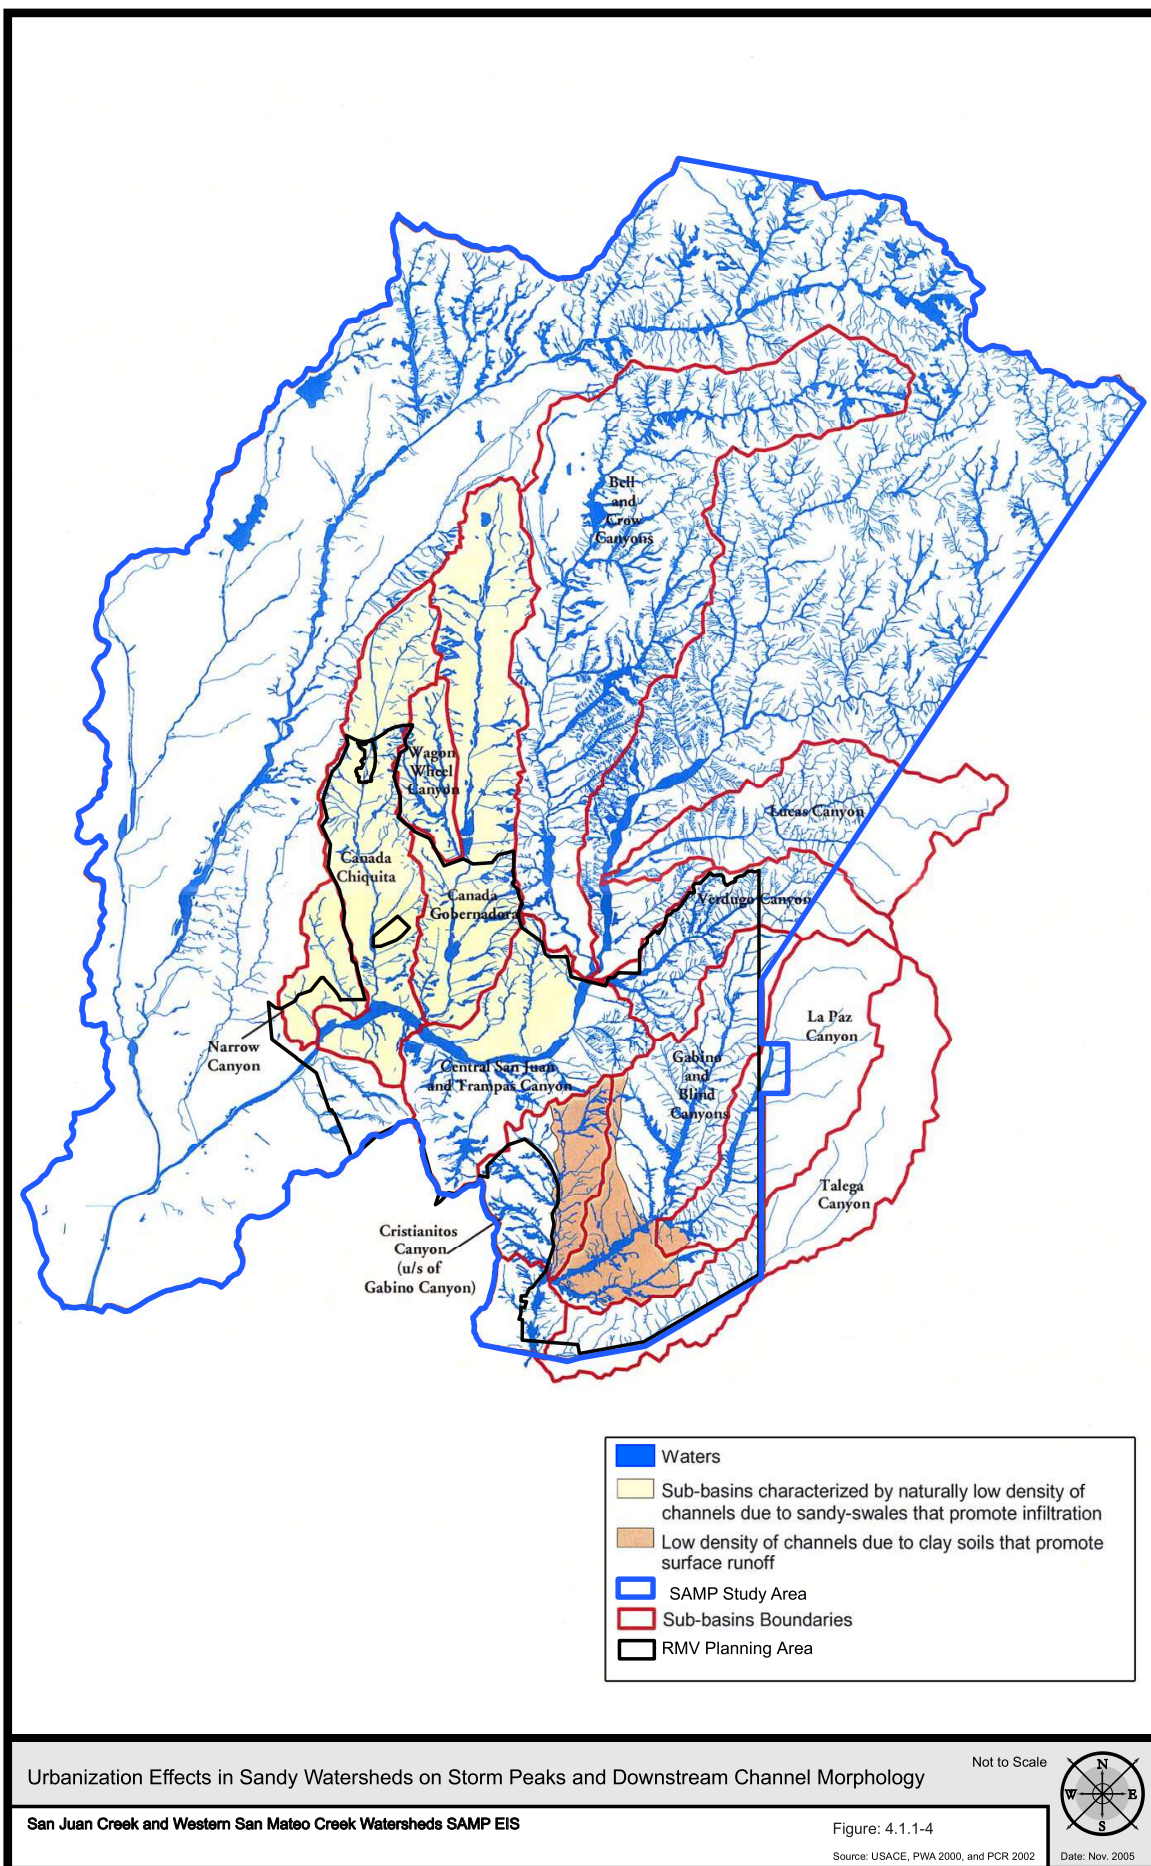 Bell
and
Crow
Canyons
Wagon
Wheel
Canyon
Lucas Canyon
Canada
Chiquita
Canada
Gobernadora
Verdugo Canyon
La Paz
Canyon
Narrow
Canyon
Central San Juan
and Trampas Canyon
Gabino
and
Blind
Canyons
Talega
Canyon
Cristianitos
Canyon
(u/s of
Gabino Canyon)
Waters
Sub-basins characterized by naturally low density of
channels due to sandy-swales that promote infiltration
Low density of channels due to clay soils that promote
surface runoff
SAMP Study Area
Sub-basins Boundaries
RMV Planning Area
Urbanization Effects in Sandy Watersheds on Storm Peaks and Downstream Channel Morphology
Not to Scale
San Juan Creek and Western San Mateo Creek Watersheds SAMP EIS
Figure: 4.1.1-4
Source: USACE, PWA 2000, and PCR 2002
N
W E
S
Date: Nov. 2005